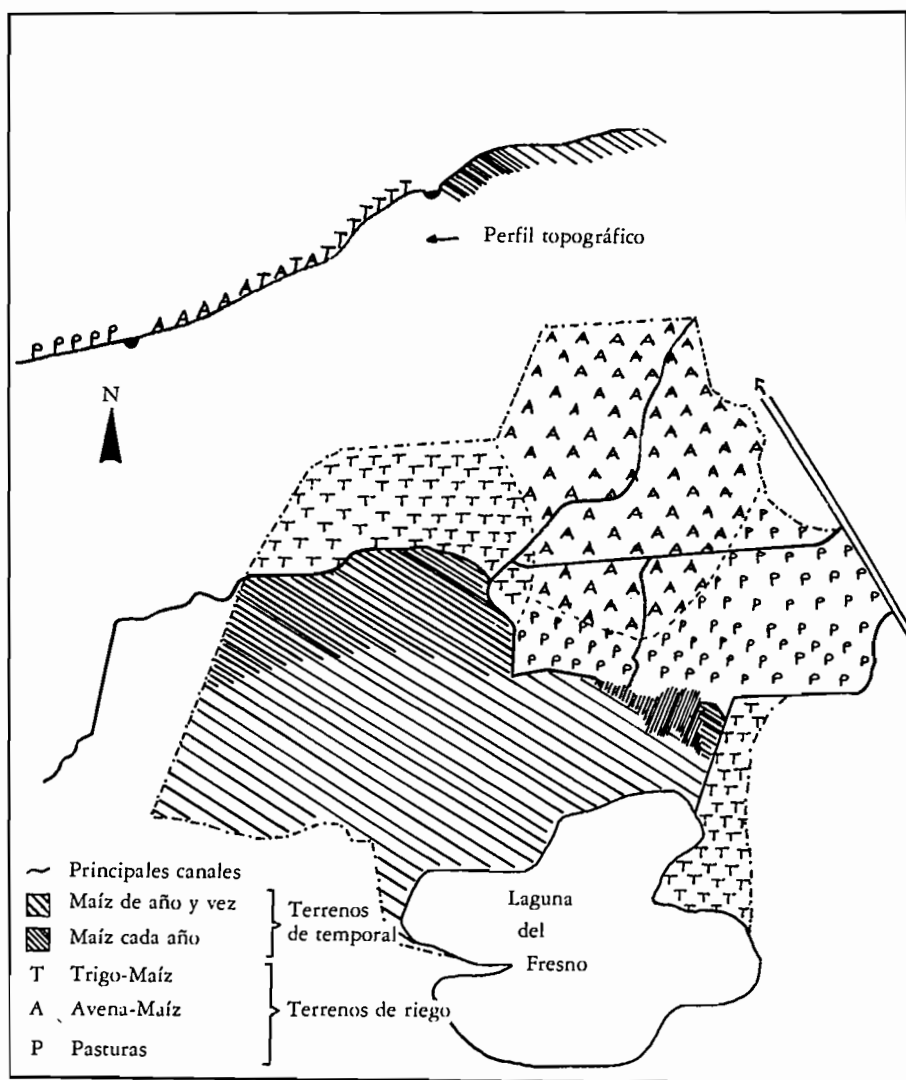 Perfil topográfico
N
Laguna
del
Fresno
Principales canales
Maíz de año y vez
Maíz cada año
Terrenos
de temporal
T Trigo-Maíz
A Avena-Maíz
P Pasturas
Terrenos de riego